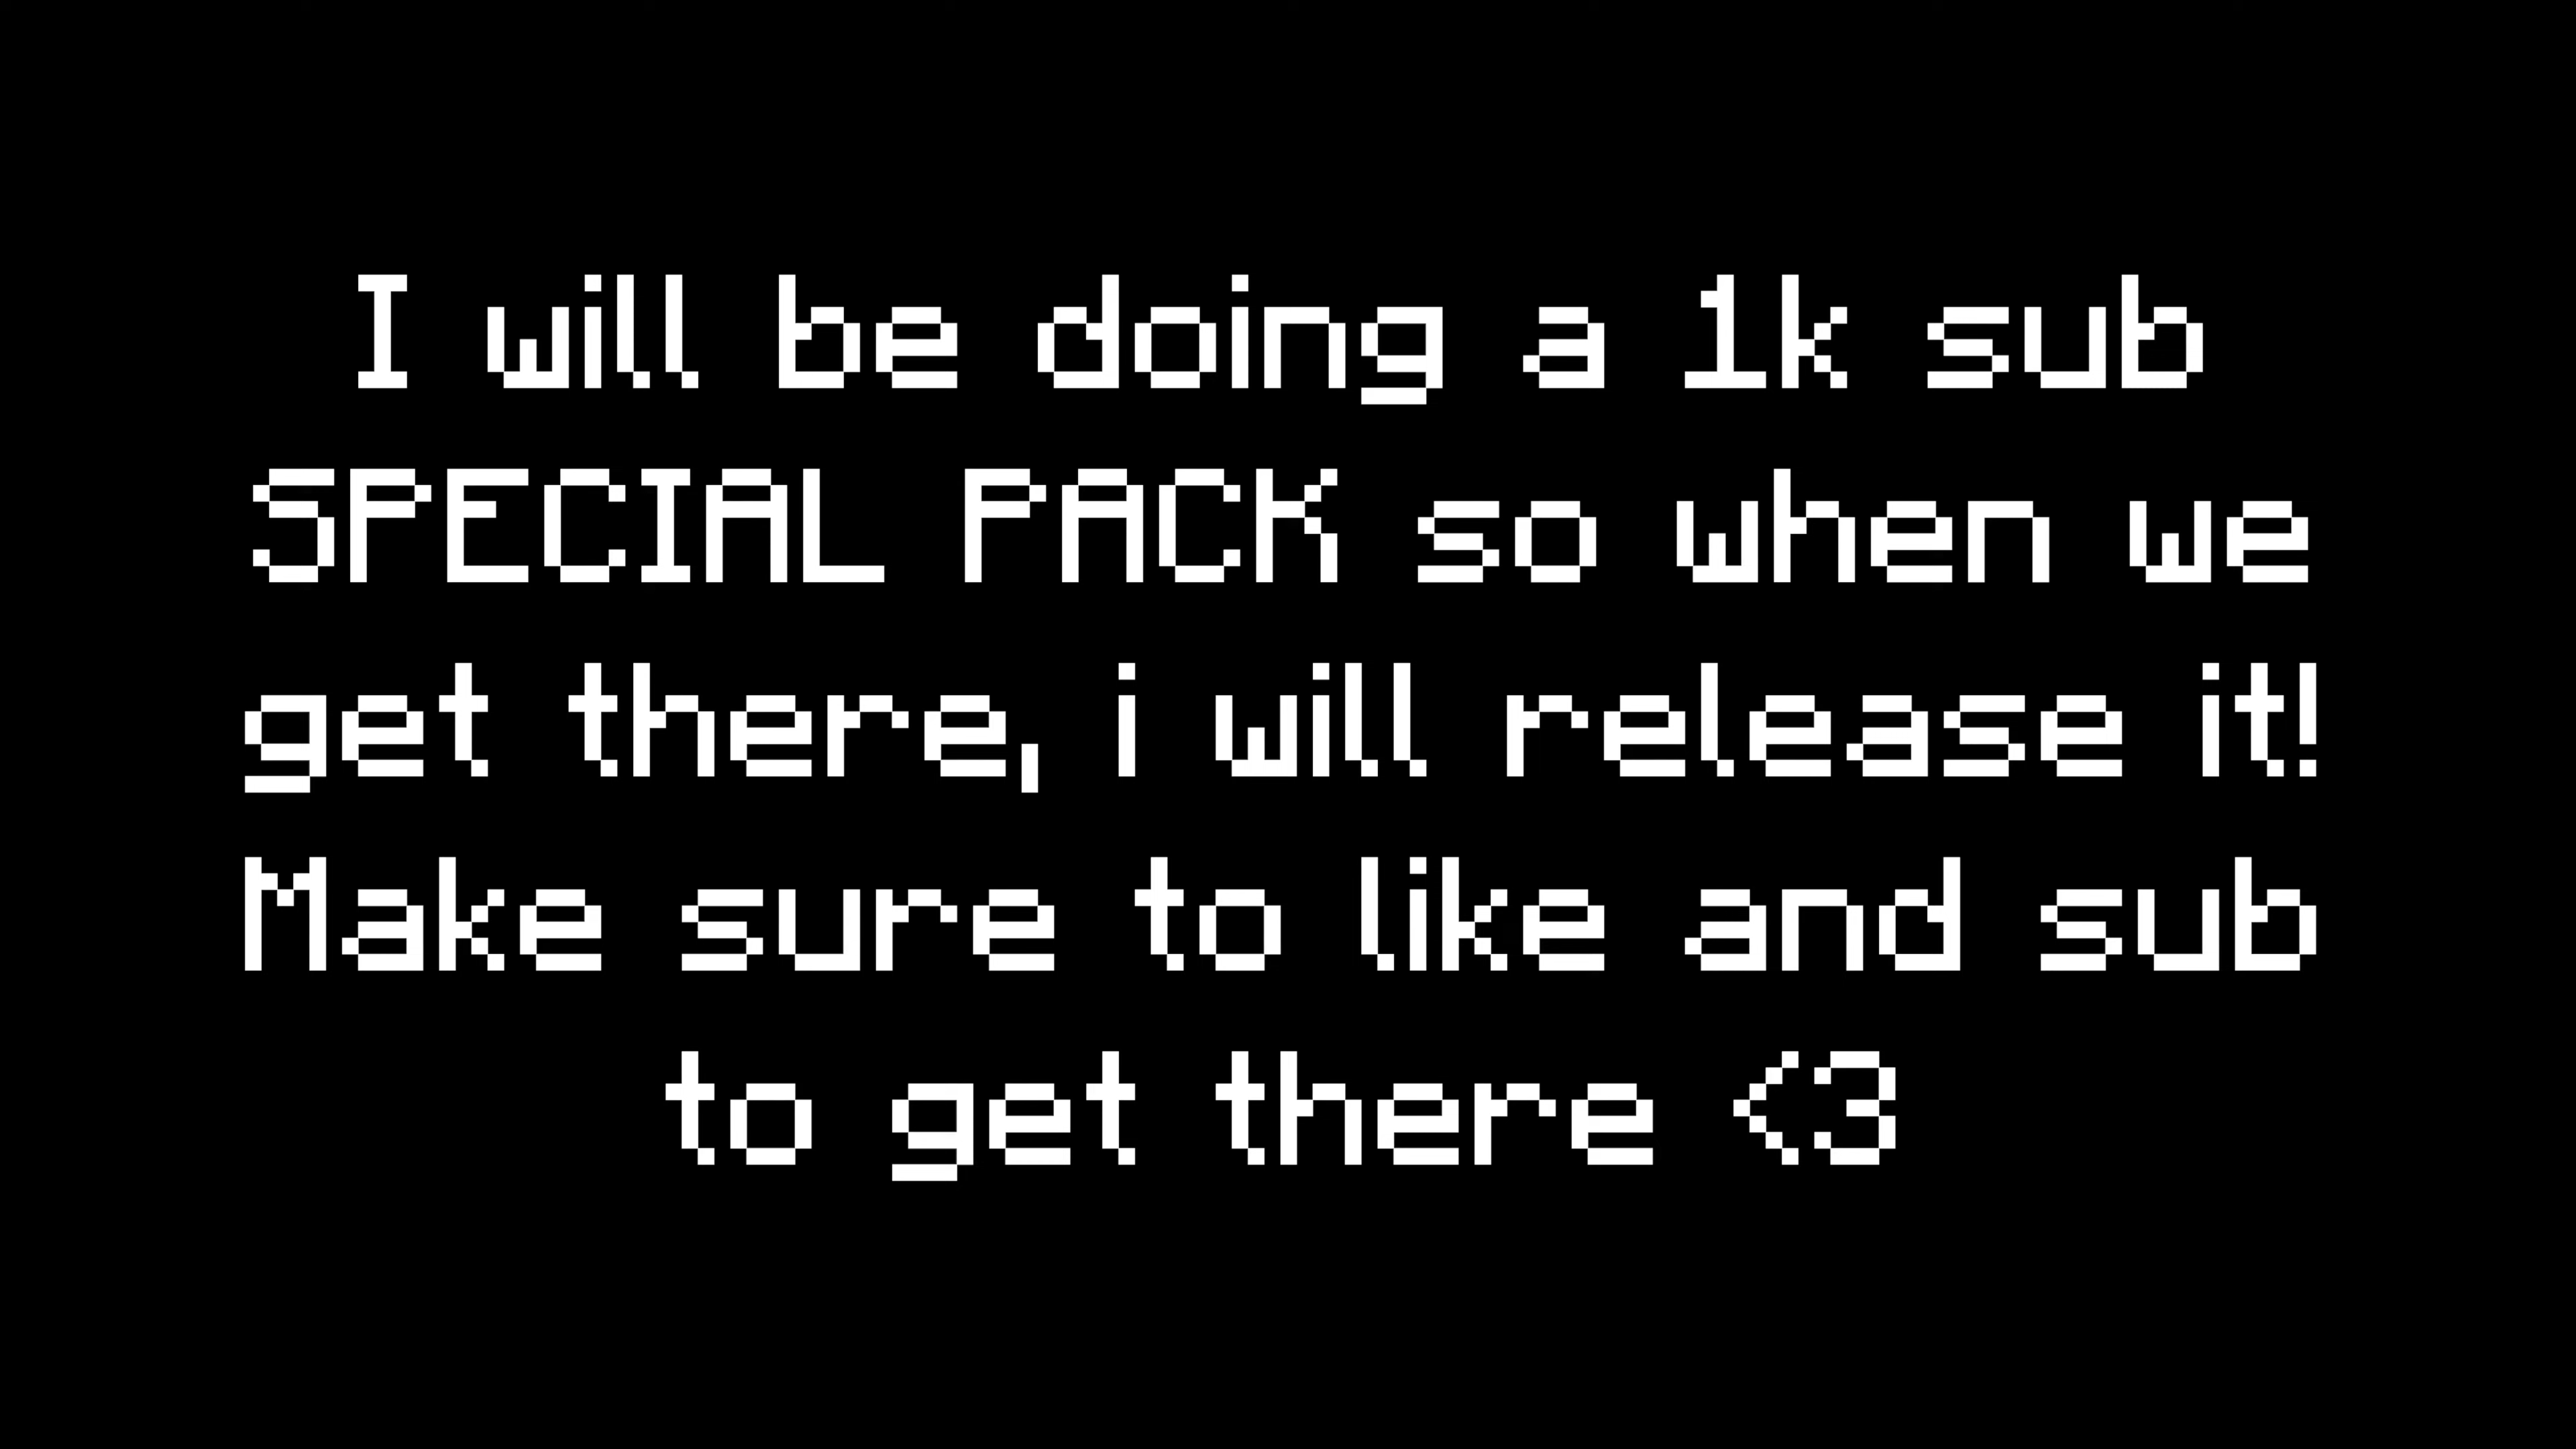 I will be doing a 1k sub
SPECIAL PACK so when we
get there, i will release it!
Make sure to like and sub
to get there <3